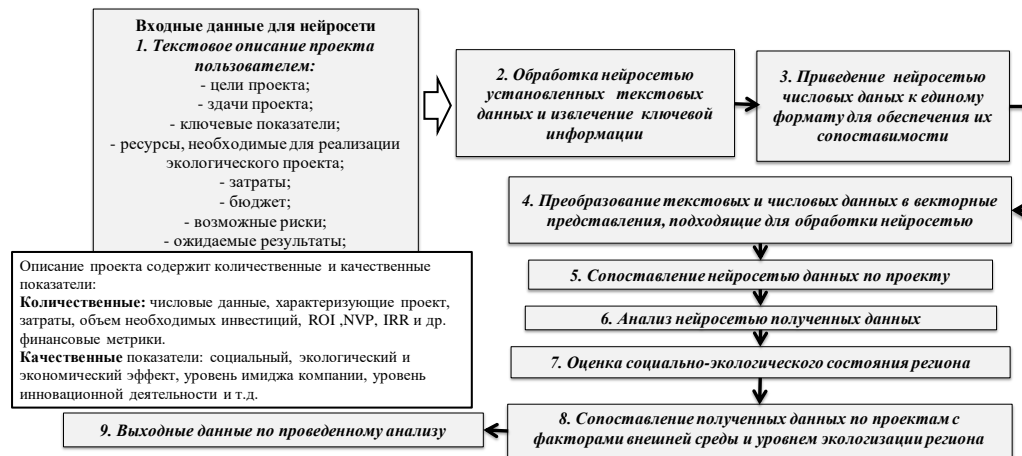 Входные данные для нейросети
1. Текстовое описание проекта
пользователем:
- цели проекта;
- здачи проекта;
- ключевые показатели;
- ресурсы, необходимые для реализации
экологического проекта;
- затраты;
- бюджет;
- возможные риски;
- ожидаемые результаты;
Описание проекта содержит количественные и качественные
показатели:
Количественные: числовые данные, характеризующие проект,
затраты, объем необходимых инвестиций, ROI ,NVP, IRR и др.
финансовые метрики.
Качественные показатели: социальный, экологический и
экономический эффект, уровень имиджа компании, уровень
инновационной деятельности и т.д.
2. Обработка нейросетью
установленных текстовых
данных и извлечение ключевой
информации
3. Приведение нейросетью
числовых даных к единому
формату для обеспечения их
сопоставимости
4. Преобразование текстовых и числовых данных в векторные
представления, подходящие для обработки нейросетью
5. Сопоставление нейросетью данных по проекту
6. Анализ нейросетью полученных данных
7. Оценка социально-экологического состояния региона
8. Сопоставление полученных данных по проектам с
факторами внешней среды и уровнем экологизации региона
9. Выходные данные по проведенному анализу